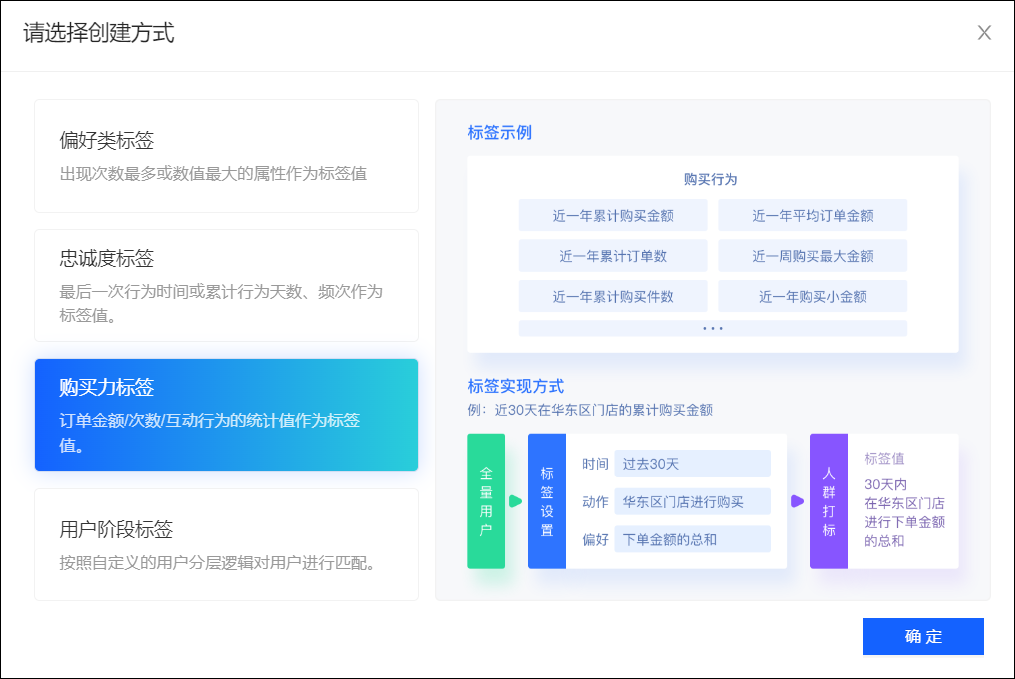 请选择创建方式
偏好类标签
出现次数最多或数值最大的属性作为标签值
忠诚度标签
最后一次行为时间或累计行为天数、频次作为
标签值。
购买力标签
订单金额/次数/互动行为的统计值作为标签
值。
用户阶段标签
按照自定义的用户分层逻辑对用户进行匹配。
标签示例
购买行为
近一年累计购买金额
近一年平均订单金额
近一年累计订单数
近一周购买最大金额
近一年累计购买件数
近一年购买小金额
···
标签实现方式
例：近30天在华东区门店的累计购买金额
全量用户
标签设置
时间 过去30天
动作 华东区门店进行购买
偏好 下单金额的总和
人群打标
标签值
30天内
在华东区门店
进行下单金额
的总和
确定